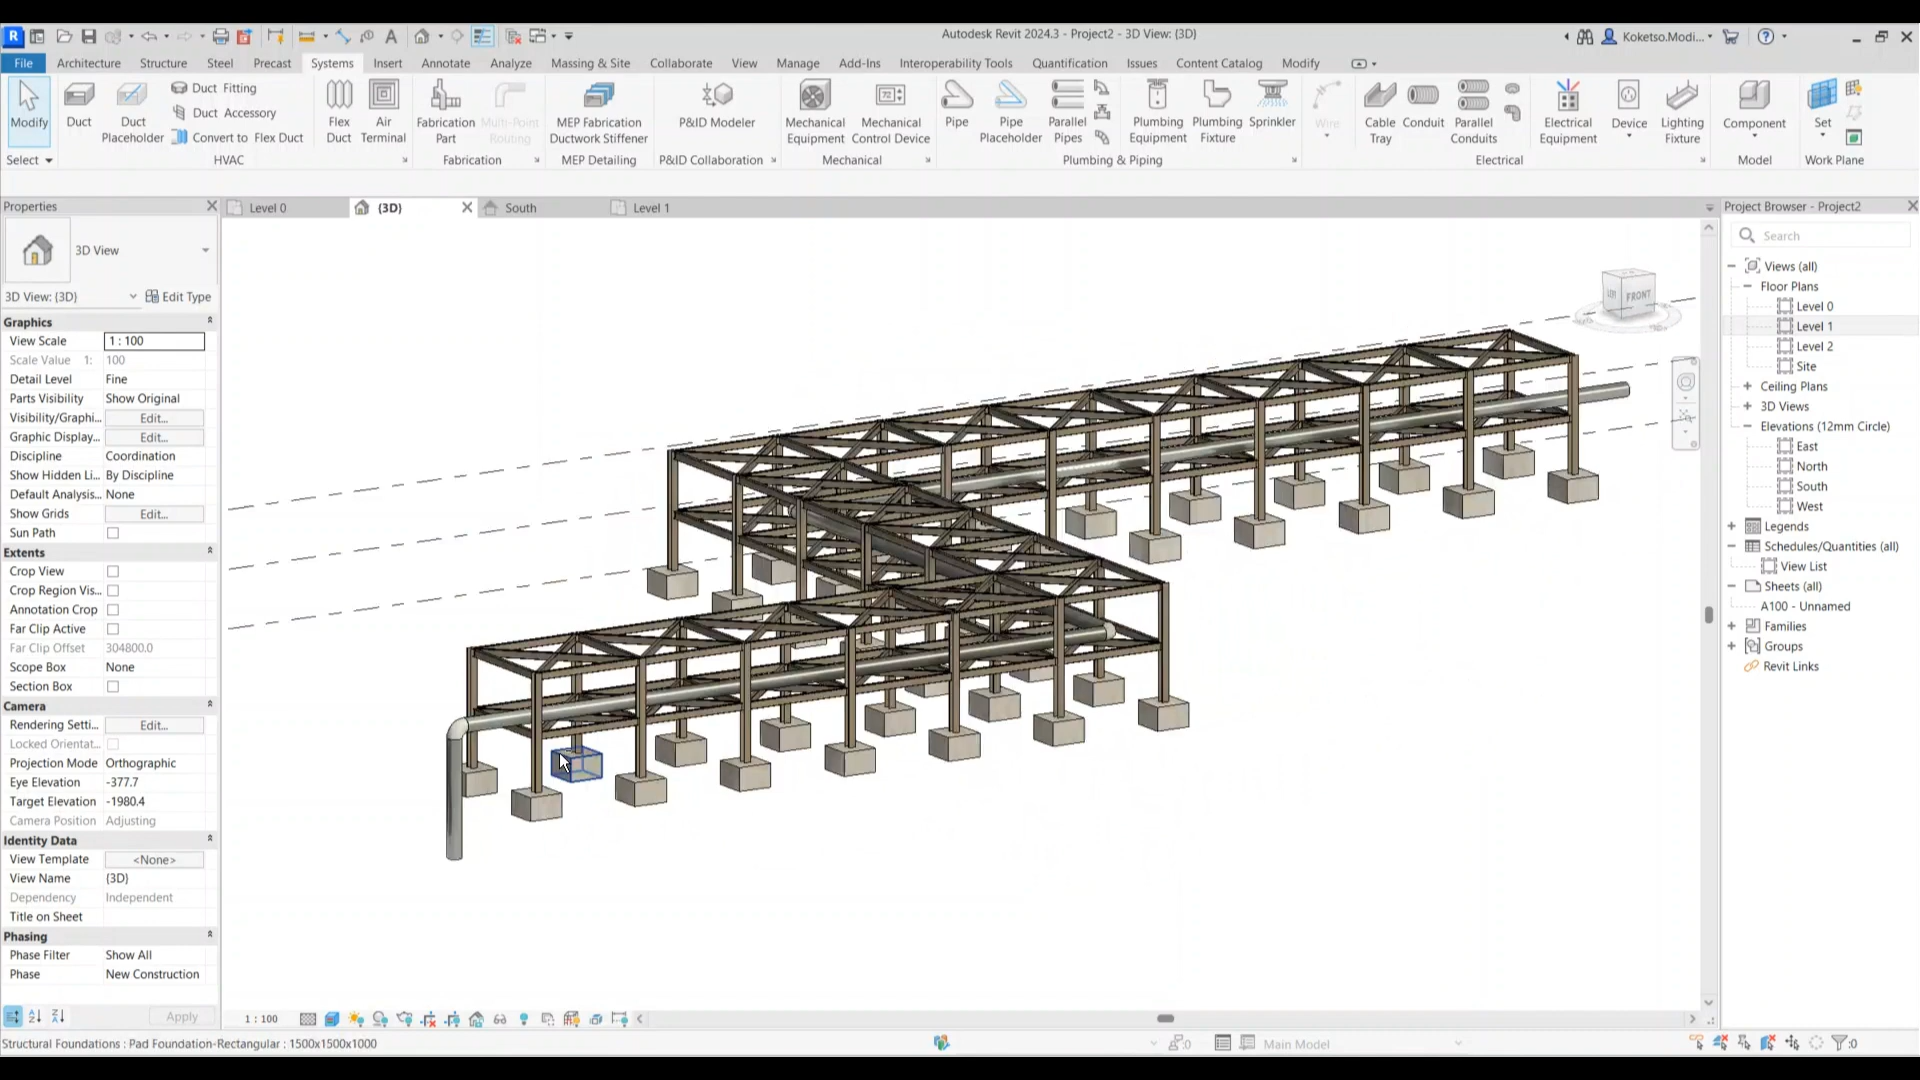 Autodesk Revit 2024.3 - Project2 - 3D View: {3D}
Koketso.Modi...
File Architecture Structure Steel Precast Systems Insert Annotate Analyze Massing & Site Collaborate View Manage Add-Ins Interoperability Tools Quantification Issues Content Catalog Modify
Modify
Duct
Duct Placeholder
Duct Fitting
Duct Accessory
Convert to Flex Duct
Flex Duct
Air Terminal
Fabrication Part
Multi-Point Routing
MEP Fabrication Ductwork Stiffener
P&ID Modeler
Mechanical Equipment
Mechanical Control Device
Pipe
Pipe Placeholder
Parallel Pipes
Plumbing Equipment
Plumbing Fixture
Sprinkler
Wire
Cable Tray
Conduit
Parallel Conduits
Electrical Equipment
Device
Lighting Fixture
Component
Set
Select HVAC Fabrication MEP Detailing P&ID Collaboration Mechanical Plumbing & Piping Electrical Model Work Plane
Properties
Level 0 {3D} South Level 1
Project Browser - Project2
3D View
3D View: {3D} Edit Type
Graphics
View Scale 1 : 100
Scale Value 1: 100
Detail Level Fine
Parts Visibility Show Original
Visibility/Graphi... Edit...
Graphic Display... Edit...
Discipline Coordination
Show Hidden Li... By Discipline
Default Analysis... None
Show Grids Edit...
Sun Path
Extents
Crop View
Crop Region Vis...
Annotation Crop
Far Clip Active
Far Clip Offset 304800.0
Scope Box None
Section Box
Camera
Rendering Setti... Edit...
Locked Orientat...
Projection Mode Orthographic
Eye Elevation -377.7
Target Elevation -1980.4
Camera Position Adjusting
Identity Data
View Template <None>
View Name {3D}
Dependency Independent
Title on Sheet
Phasing
Phase Filter Show All
Phase New Construction
Apply
FRONT
Search
Views (all)
Floor Plans
Level 0
Level 1
Level 2
Site
Ceiling Plans
3D Views
Elevations (12mm Circle)
East
North
South
West
Legends
Schedules/Quantities (all)
View List
Sheets (all)
A100 - Unnamed
Families
Groups
Revit Links
1 : 100
Structural Foundations : Pad Foundation-Rectangular : 1500x1500x1000
:0
Main Model
:0